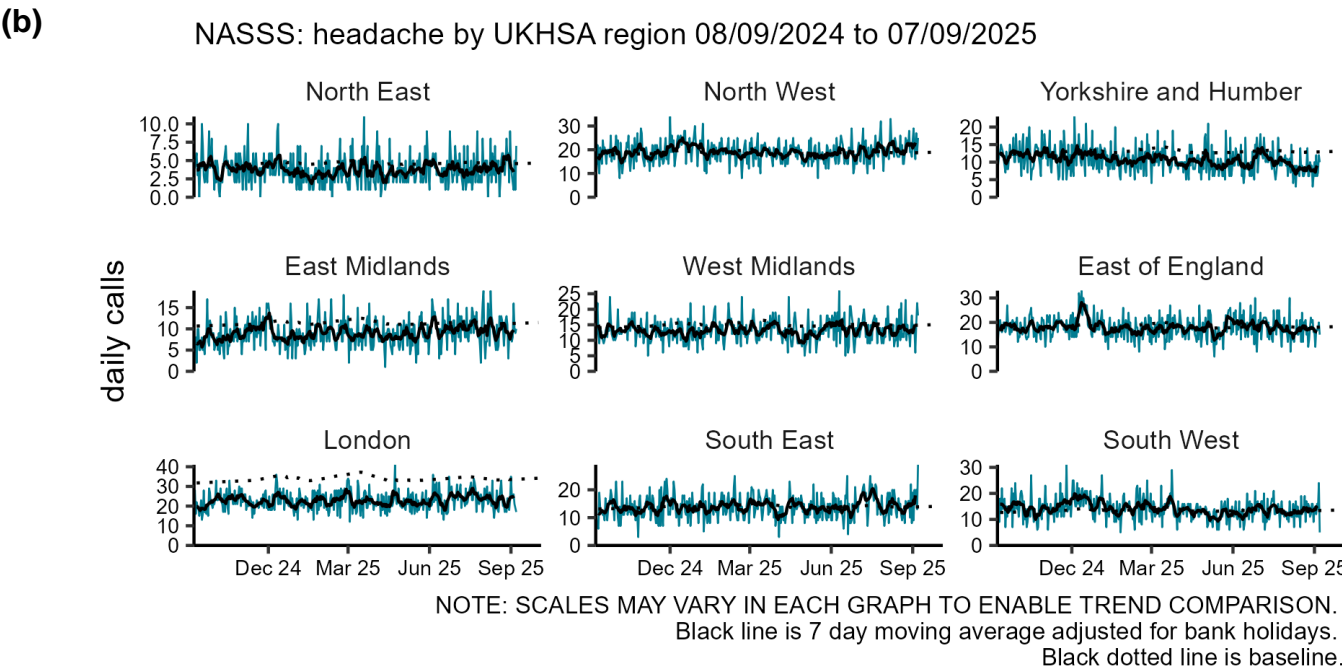 (b)
NASSS: headache by UKHSA region 08/09/2024 to 07/09/2025
North East
North West
Yorkshire and Humber
10.0
7.5
5.0
2.5
0.0
30
20
10
0
20
15
10
5
0
East Midlands
West Midlands
East of England
daily calls
15
10
5
0
25
20
15
10
5
0
30
20
10
0
London
South East
South West
40
30
20
10
0
20
10
0
30
20
10
0
Dec 24 Mar 25 Jun 25 Sep 25
Dec 24 Mar 25 Jun 25 Sep 25
Dec 24 Mar 25 Jun 25 Sep 25
NOTE: SCALES MAY VARY IN EACH GRAPH TO ENABLE TREND COMPARISON.
Black line is 7 day moving average adjusted for bank holidays.
Black dotted line is baseline.